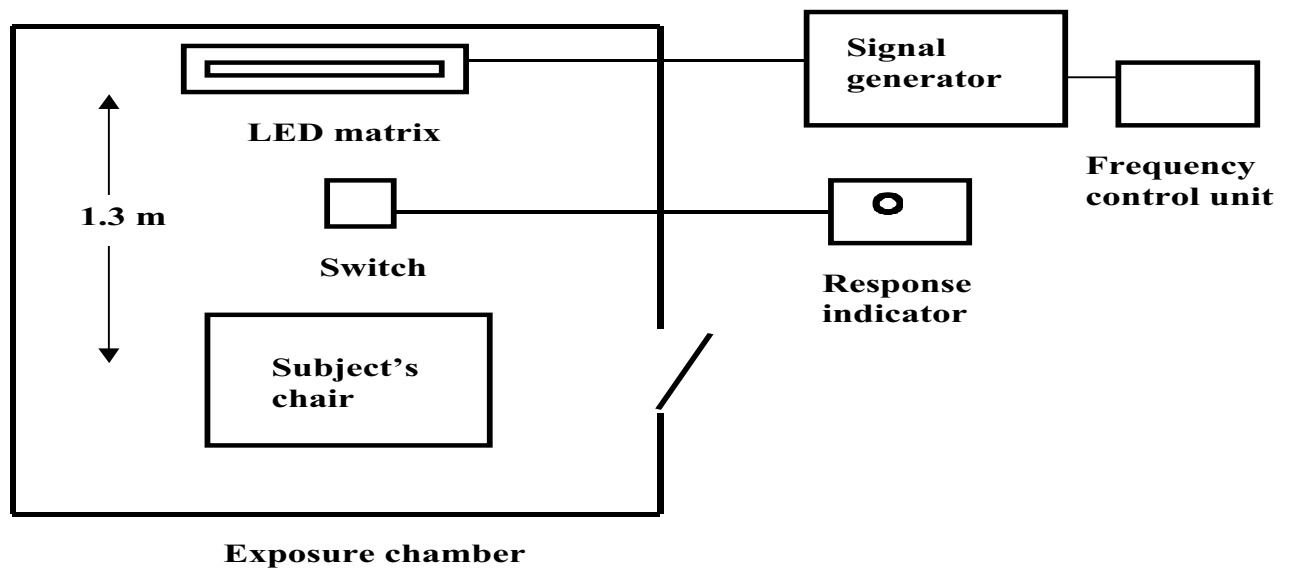 Signal
generator
LED matrix
Frequency
control unit
1.3 m
Switch
Response
indicator
Subject’s
chair
Exposure chamber